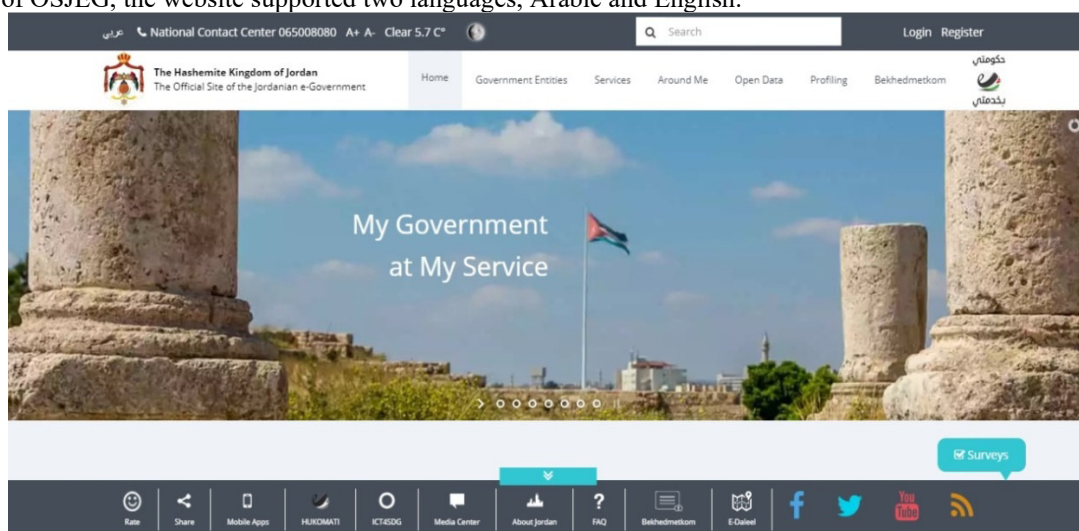 of OSJEG, the website supported two languages, Arabic and English.
عربي National Contact Center 065008080 A+ A- Clear 5.7 C° Search Login Register
The Hashemite Kingdom of Jordan
The Official Site of the Jordanian e-Government
Home Government Entities Services Around Me Open Data Profiling Bekhedmetkom
حكومتي
بخدمتي
My Government
at My Service
Surveys
Rate Share Mobile Apps HUKOMATI ICT4SDG Media Center About Jordan FAQ Bekhedmetkom E-Daleel You Tube